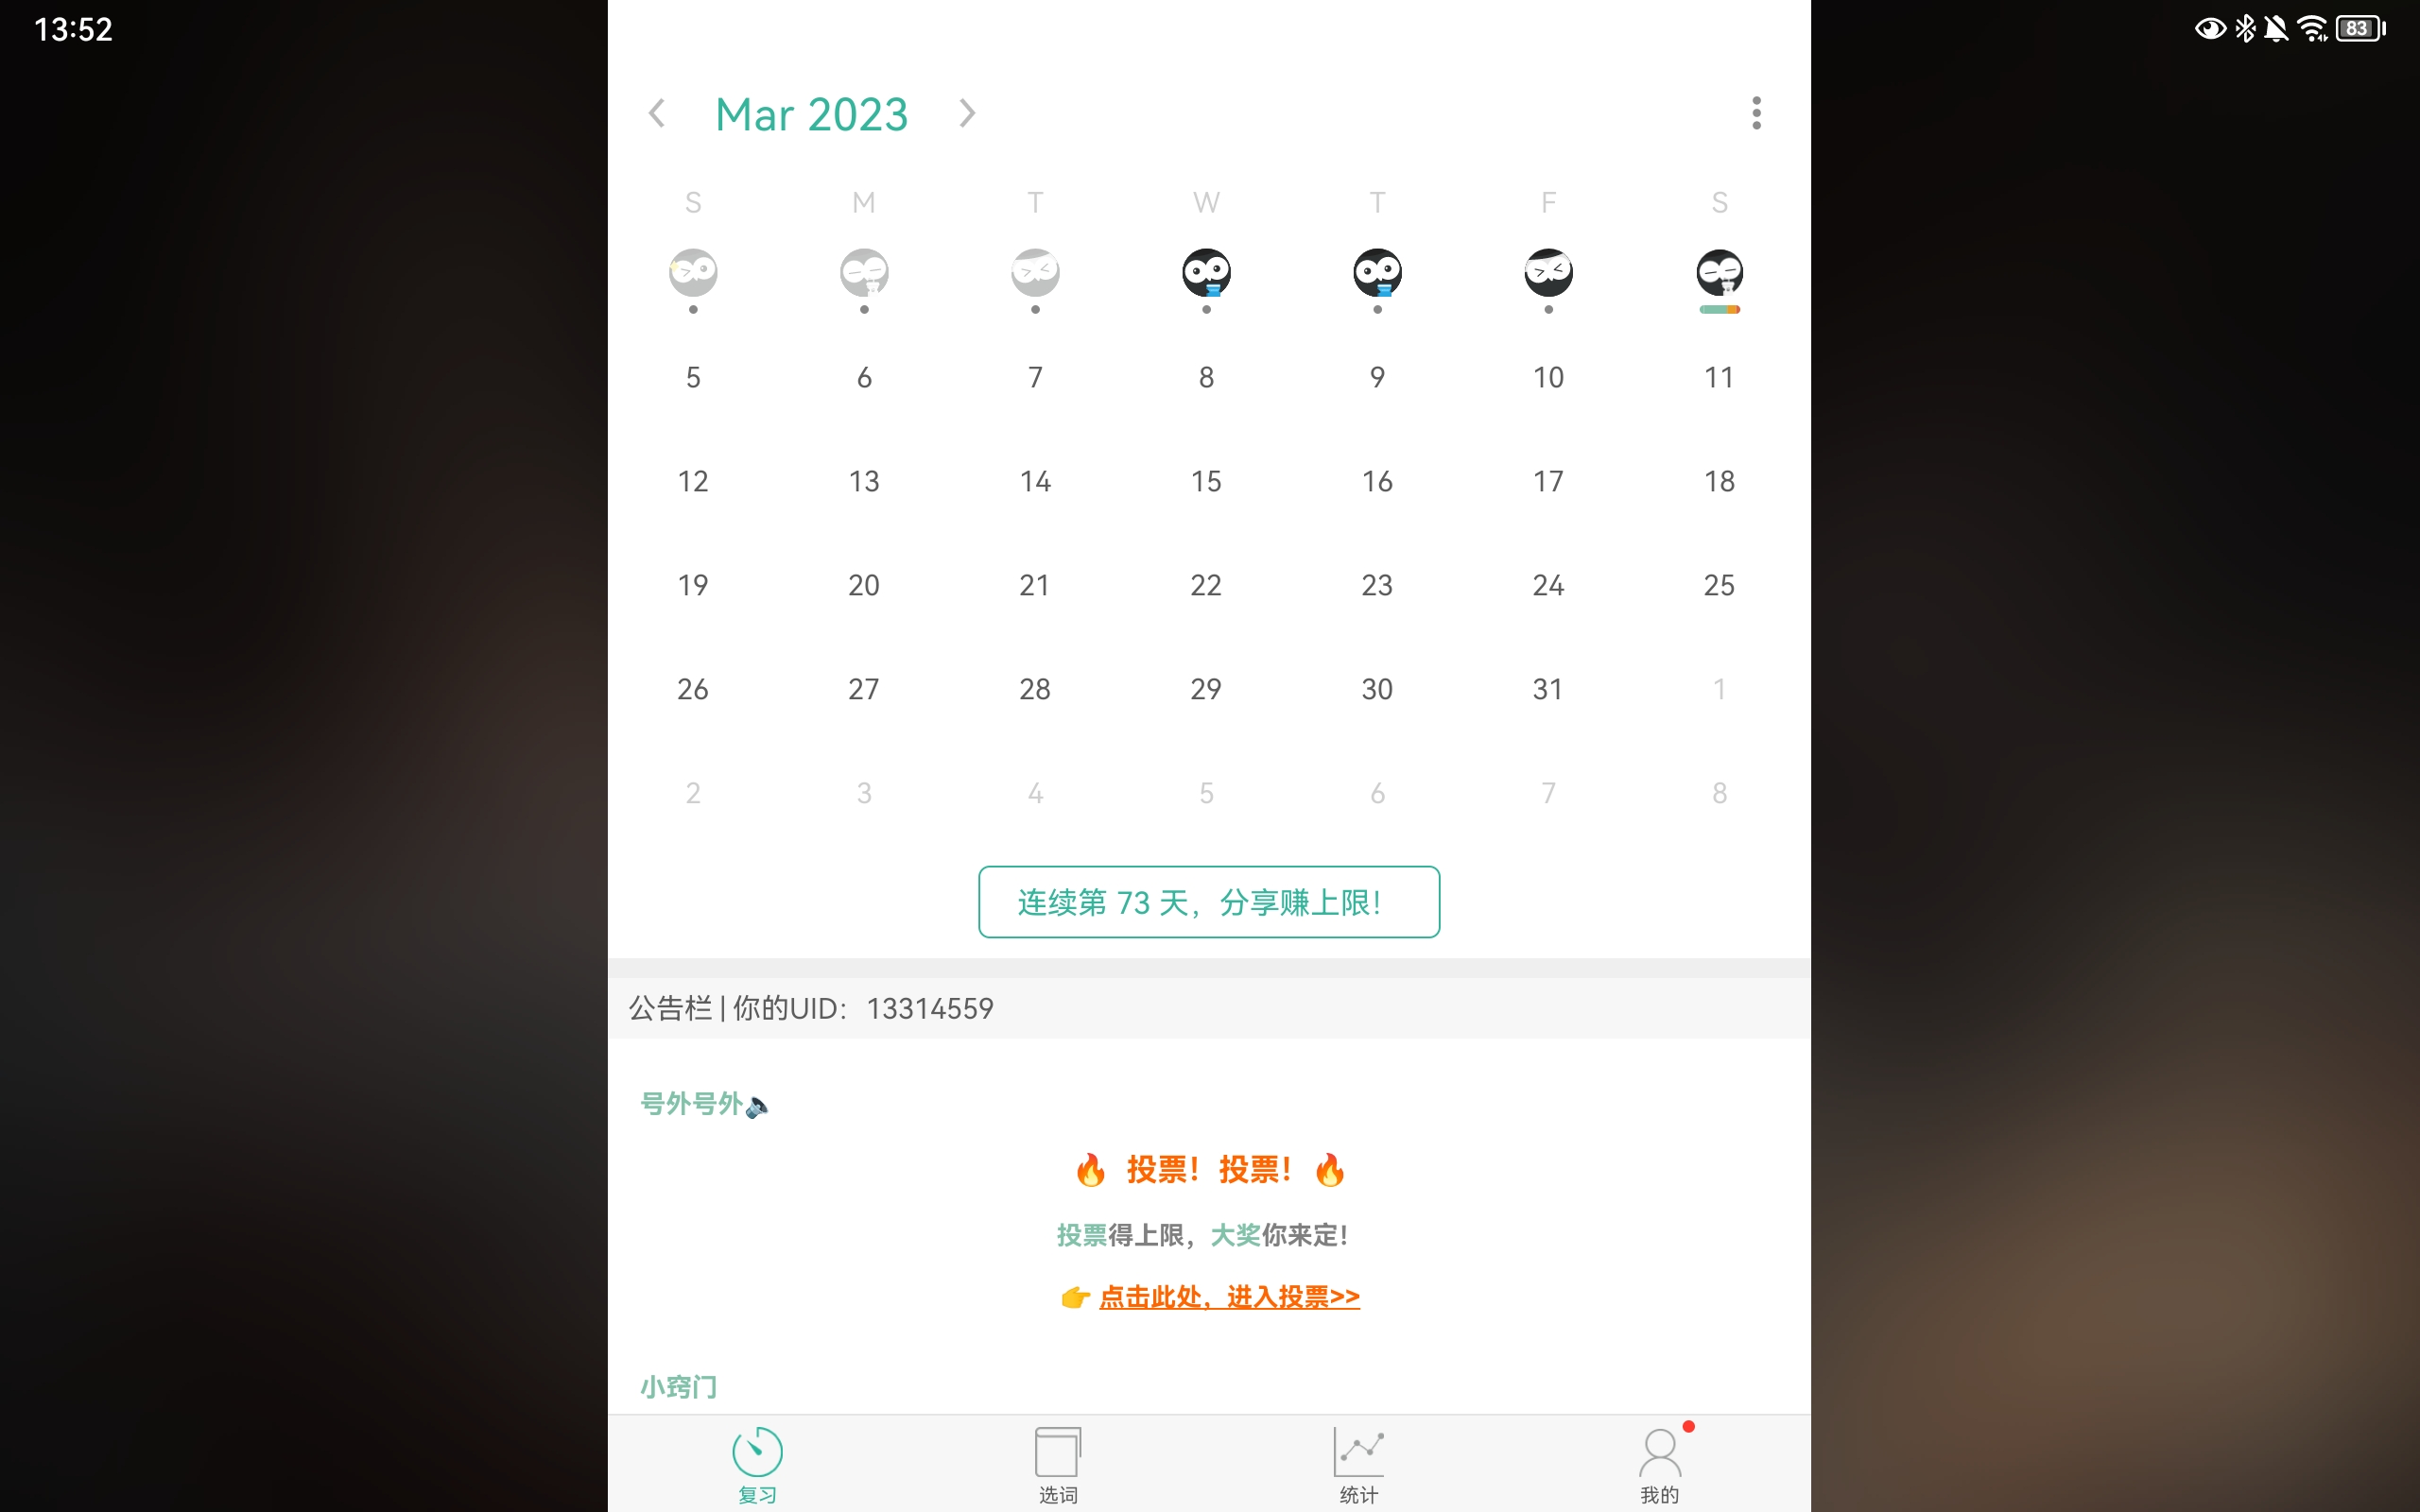 13:52
83
Mar 2023
S M T W T F S
5 6 7 8 9 10 11
12 13 14 15 16 17 18
19 20 21 22 23 24 25
26 27 28 29 30 31 1
2 3 4 5 6 7 8
连续第 73 天，分享赚上限！
公告栏 | 你的UID： 13314559
号外号外
投票！投票！
投票得上限，大奖你来定！
点击此处，进入投票>>
小窍门
复习 选词 统计 我的